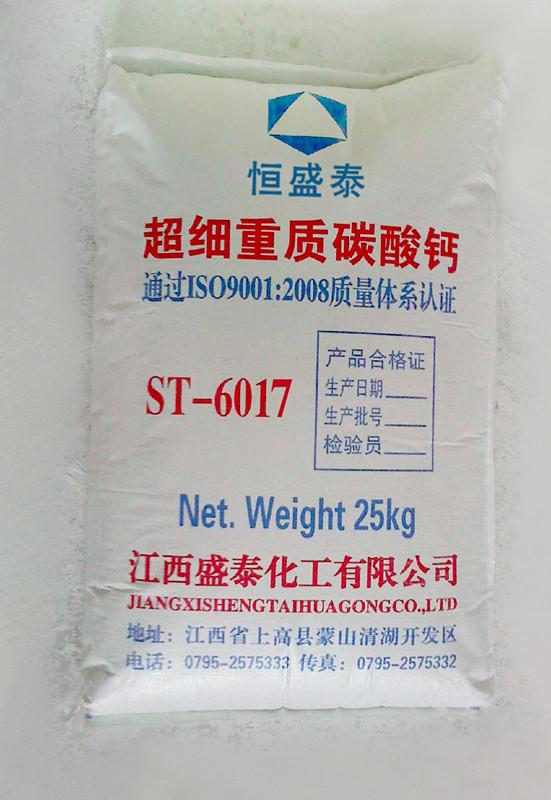 恒盛泰
超细重质碳酸钙
通过ISO9001:2008质量体系认证
ST-6017
产品合格证
生产日期
生产批号
检验员
Net. Weight 25kg
江西盛泰化工有限公司
JIANGXISHENGTAIHUAGONGCO.,LTD
地址：江西省上高县蒙山清湖开发区
电话：0795-2575333 传真：0795-2575332